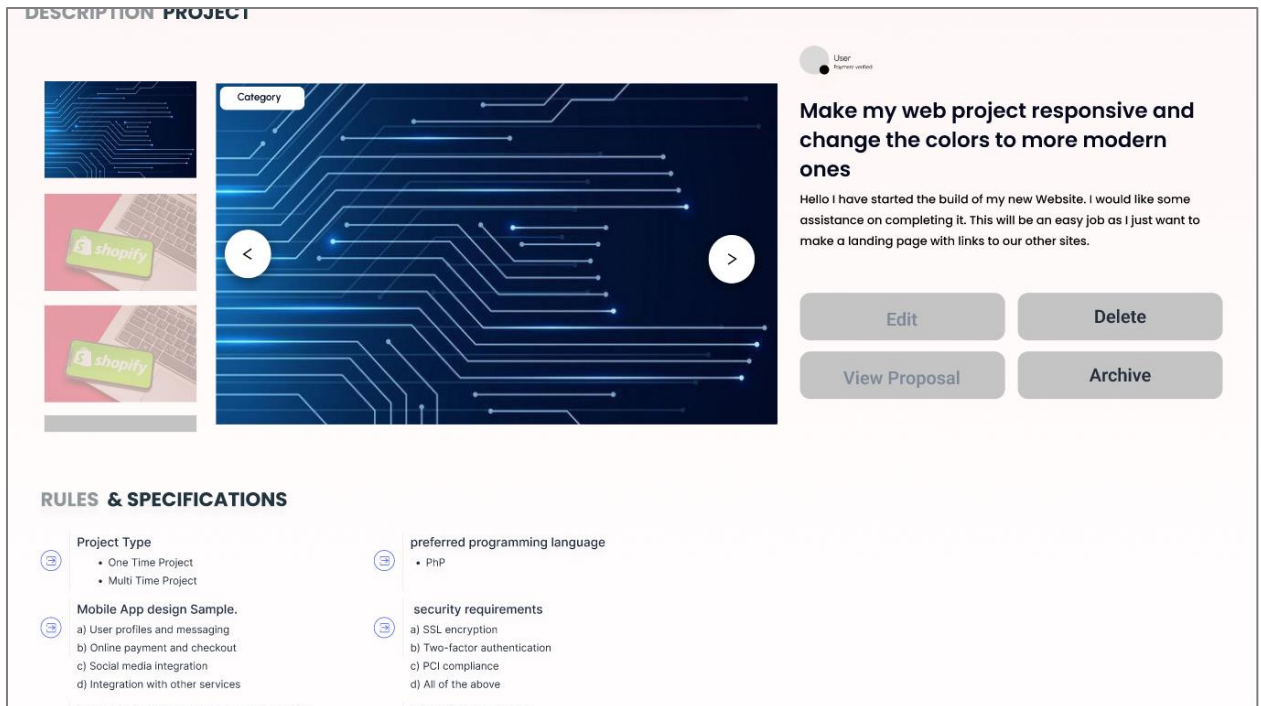 DESCRIPTION PROJECT
Category
shopify
shopify
User
Payment verified
Make my web project responsive and
change the colors to more modern
ones
Hello I have started the build of my new Website. I would like some
assistance on completing it. This will be an easy job as I just want to
make a landing page with links to our other sites.
Edit
Delete
View Proposal
Archive
RULES & SPECIFICATIONS
Project Type
• One Time Project
• Multi Time Project
preferred programming language
• PhP
Mobile App design Sample.
a) User profiles and messaging
b) Online payment and checkout
c) Social media integration
d) Integration with other services
security requirements
a) SSL encryption
b) Two-factor authentication
c) PCI compliance
d) All of the above